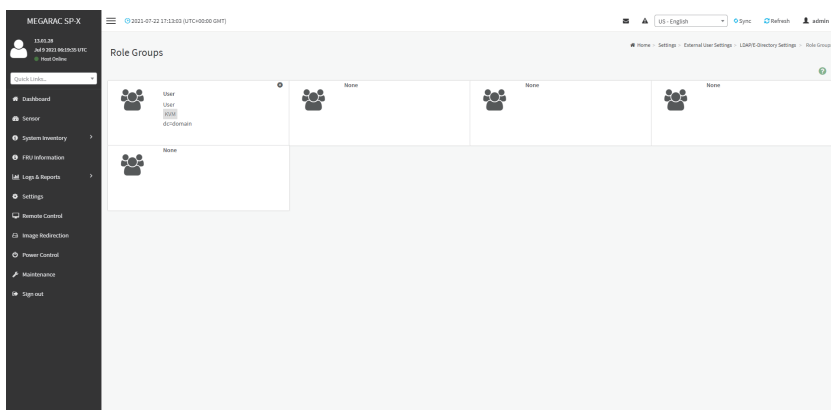 MEGARAC SP-X
2021-07-22 17:13:03 (UTC+00:00 GMT)
US - English
Sync
Refresh
admin
13.01.26
Jul 9 2021 06:19:35 UTC
Host Online
Quick Links...
Dashboard
Sensor
System Inventory
FRU Information
Logs & Reports
Settings
Remote Control
Image Redirection
Power Control
Maintenance
Sign out
Role Groups
Home > Settings > External User Settings > LDAP/E-Directory Settings > Role Groups
User
User
KVM
dc=domain
None
None
None
None